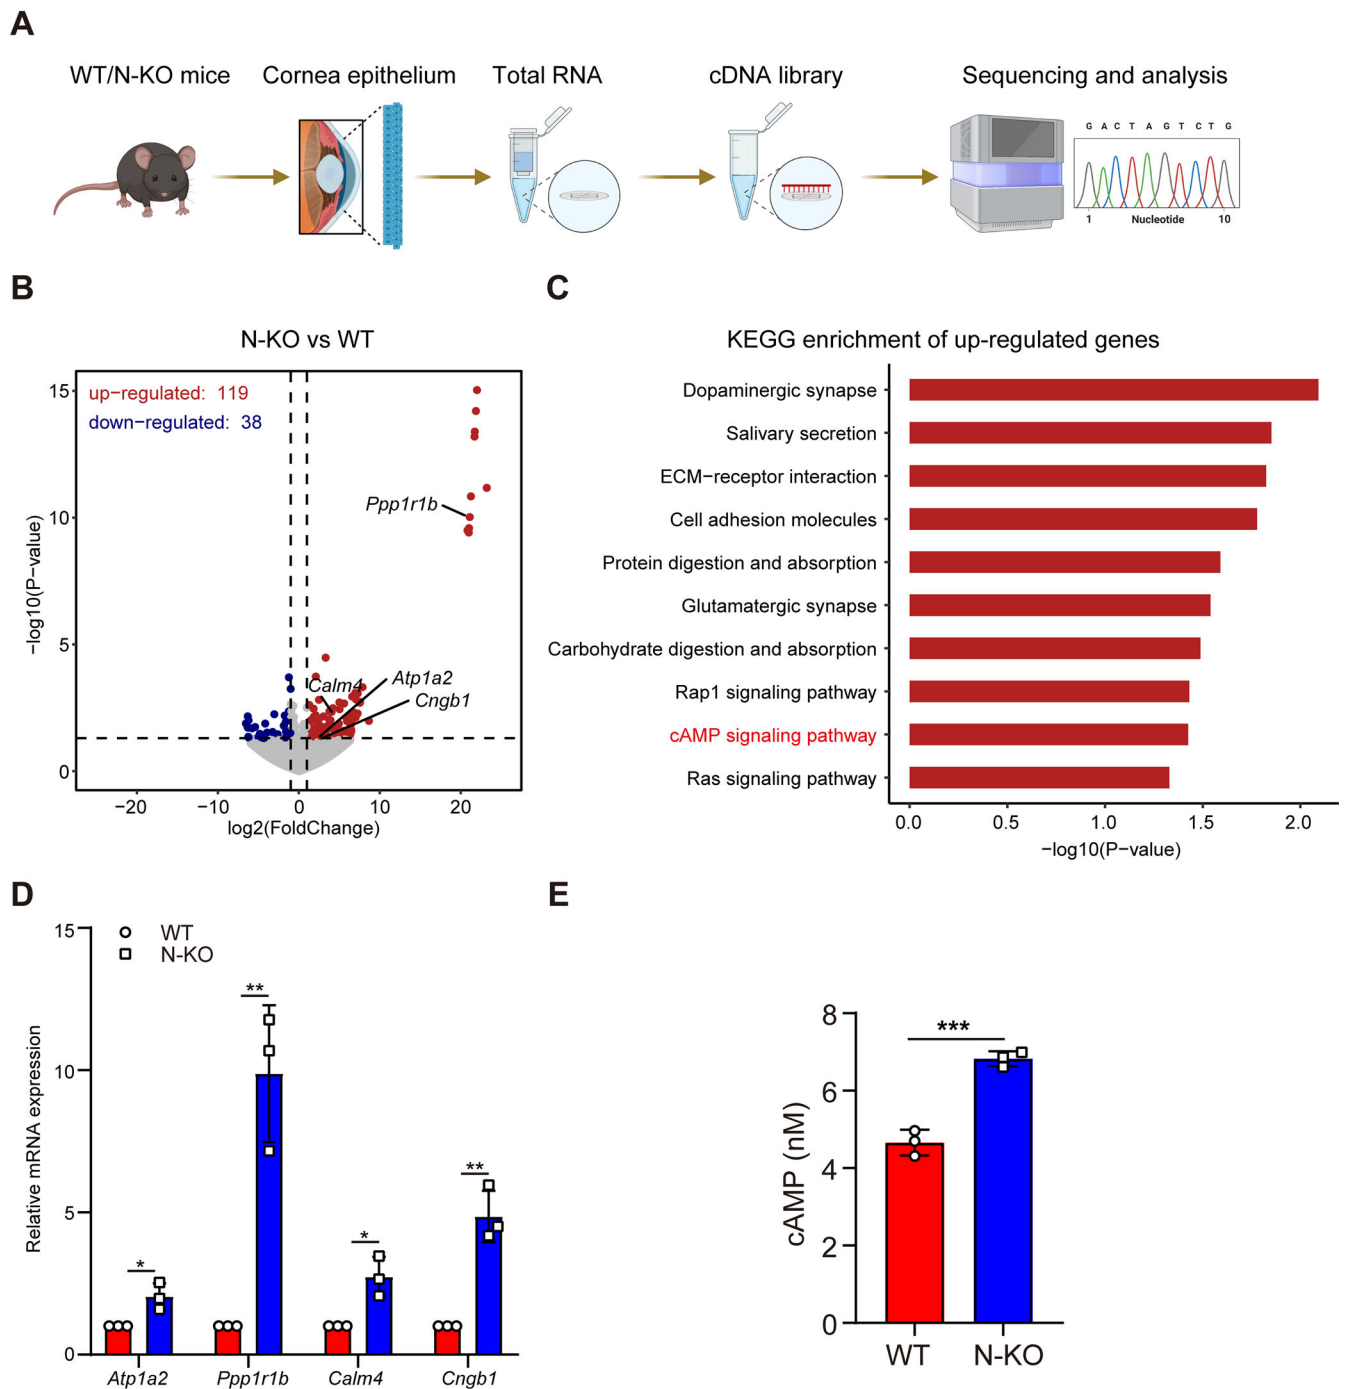 A
WT/N-KO mice
Cornea epithelium
Total RNA
cDNA library
Sequencing and analysis
G A C T A G T C T G
1 Nucleotide 10
B
N-KO vs WT
up−regulated: 119
down−regulated: 38
Ppp1r1b
Calm4
Atp1a2
Cngb1
15
10
5
0
−log10(P−value)
−20 −10 0 10 20
log2(FoldChange)
C
KEGG enrichment of up-regulated genes
Dopaminergic synapse
Salivary secretion
ECM−receptor interaction
Cell adhesion molecules
Protein digestion and absorption
Glutamatergic synapse
Carbohydrate digestion and absorption
Rap1 signaling pathway
cAMP signaling pathway
Ras signaling pathway
0.0 0.5 1.0 1.5 2.0
−log10(P−value)
D
WT
N-KO
15
10
5
0
Relative mRNA expression
*
**
*
**
Atp1a2 Ppp1r1b Calm4 Cngb1
E
8
6
4
2
0
cAMP (nM)
***
WT N-KO